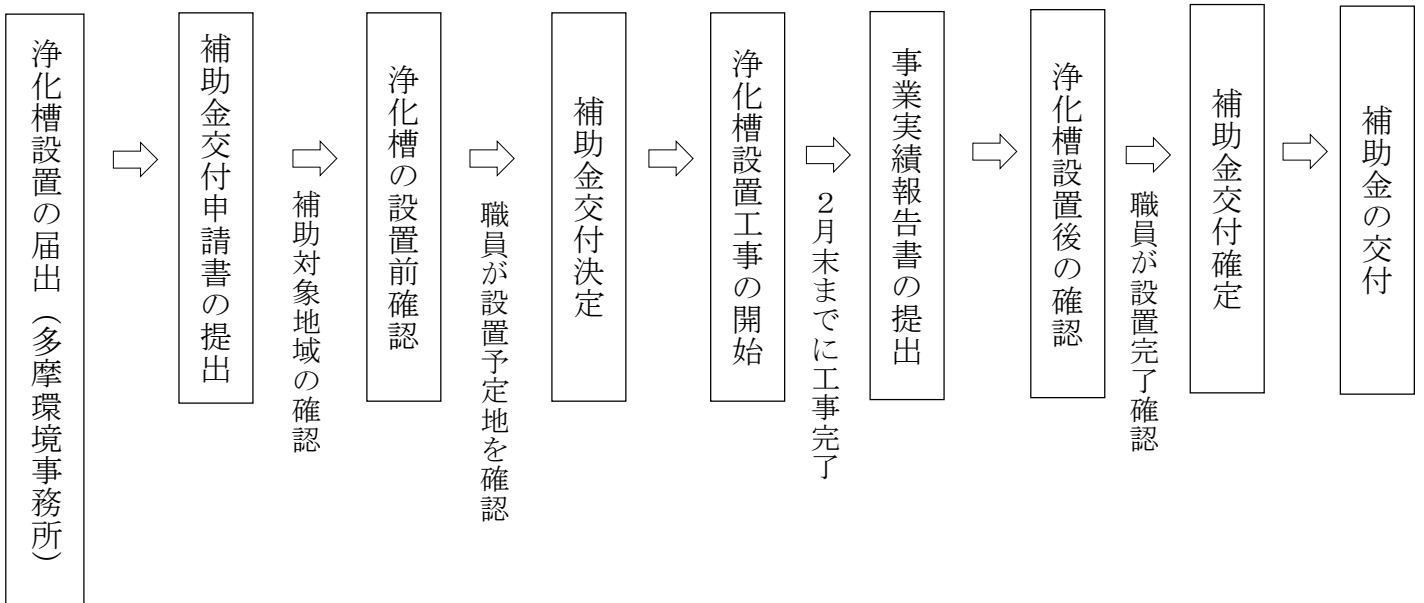 浄化槽設置の届出（多摩環境事務所）
補助金交付申請書の提出
補助対象地域の確認
浄化槽の設置前確認
職員が設置予定地を確認
補助金交付決定
浄化槽設置工事の開始
２月末までに工事完了
事業実績報告書の提出
浄化槽設置後の確認
職員が設置完了確認
補助金交付確定
補助金の交付